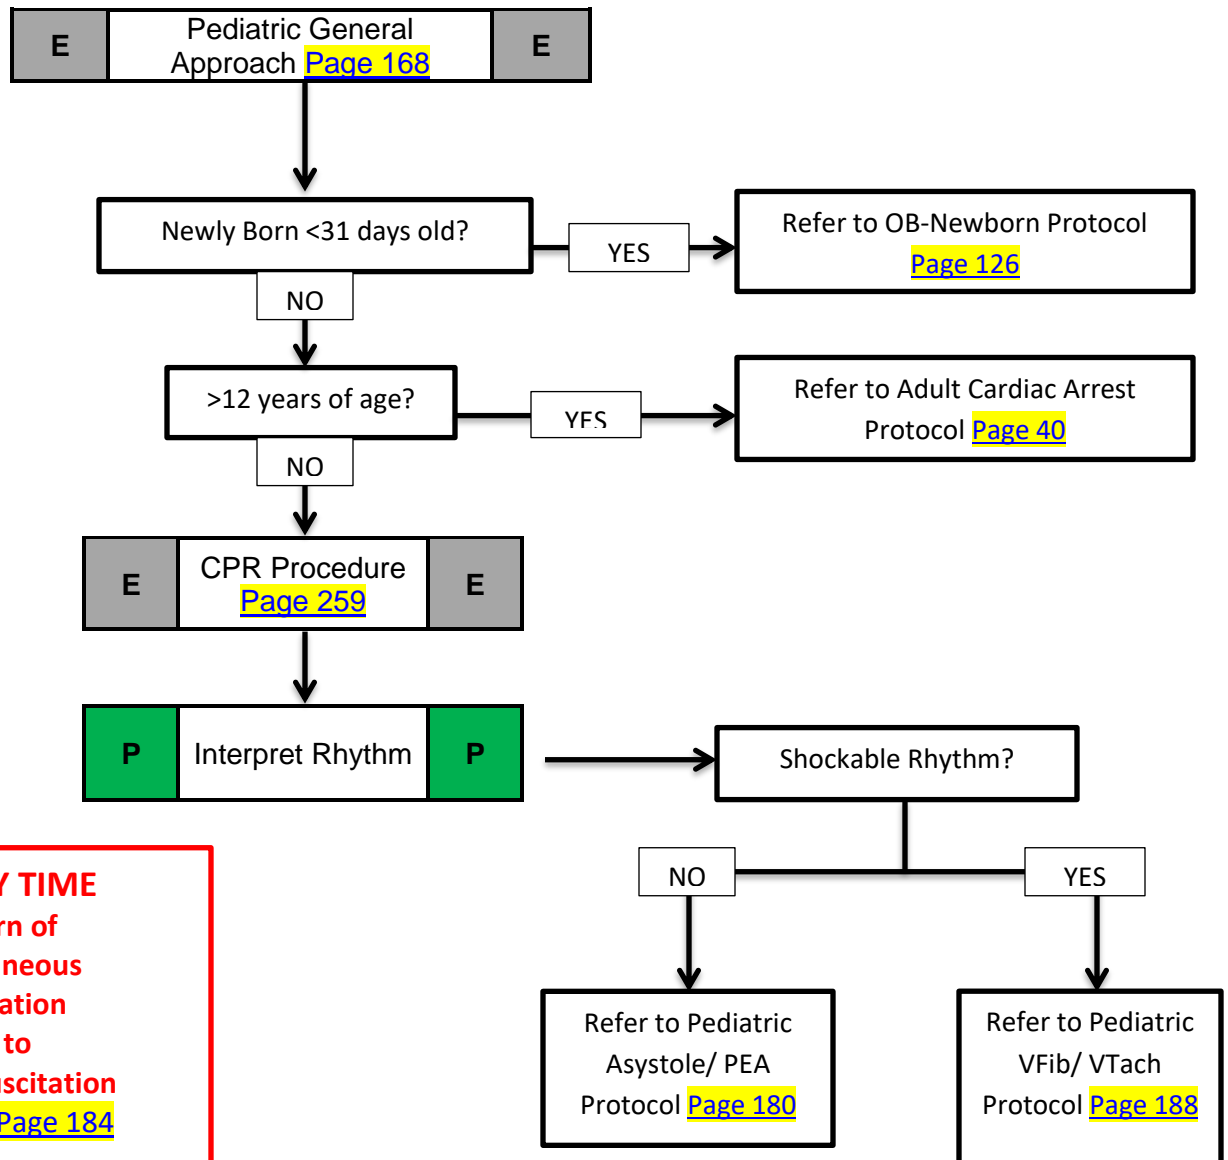 E
Pediatric General
Approach Page 168
E
Newly Born <31 days old?
YES
Refer to OB-Newborn Protocol
Page 126
NO
>12 years of age?
YES
Refer to Adult Cardiac Arrest
Protocol Page 40
NO
E
CPR Procedure
Page 259
E
P
Interpret Rhythm
P
Shockable Rhythm?
NO
YES
Refer to Pediatric
Asystole/ PEA
Protocol Page 180
Refer to Pediatric
VFib/ VTach
Protocol Page 188
Y TIME
rn of
neous
ation
to
uscitation
Page 184